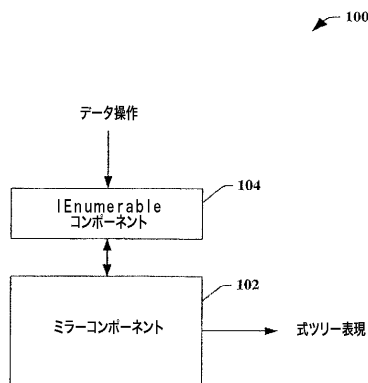 100
データ操作
104
IEnumerable
コンポーネント
102
ミラーコンポーネント
式ツリー表現